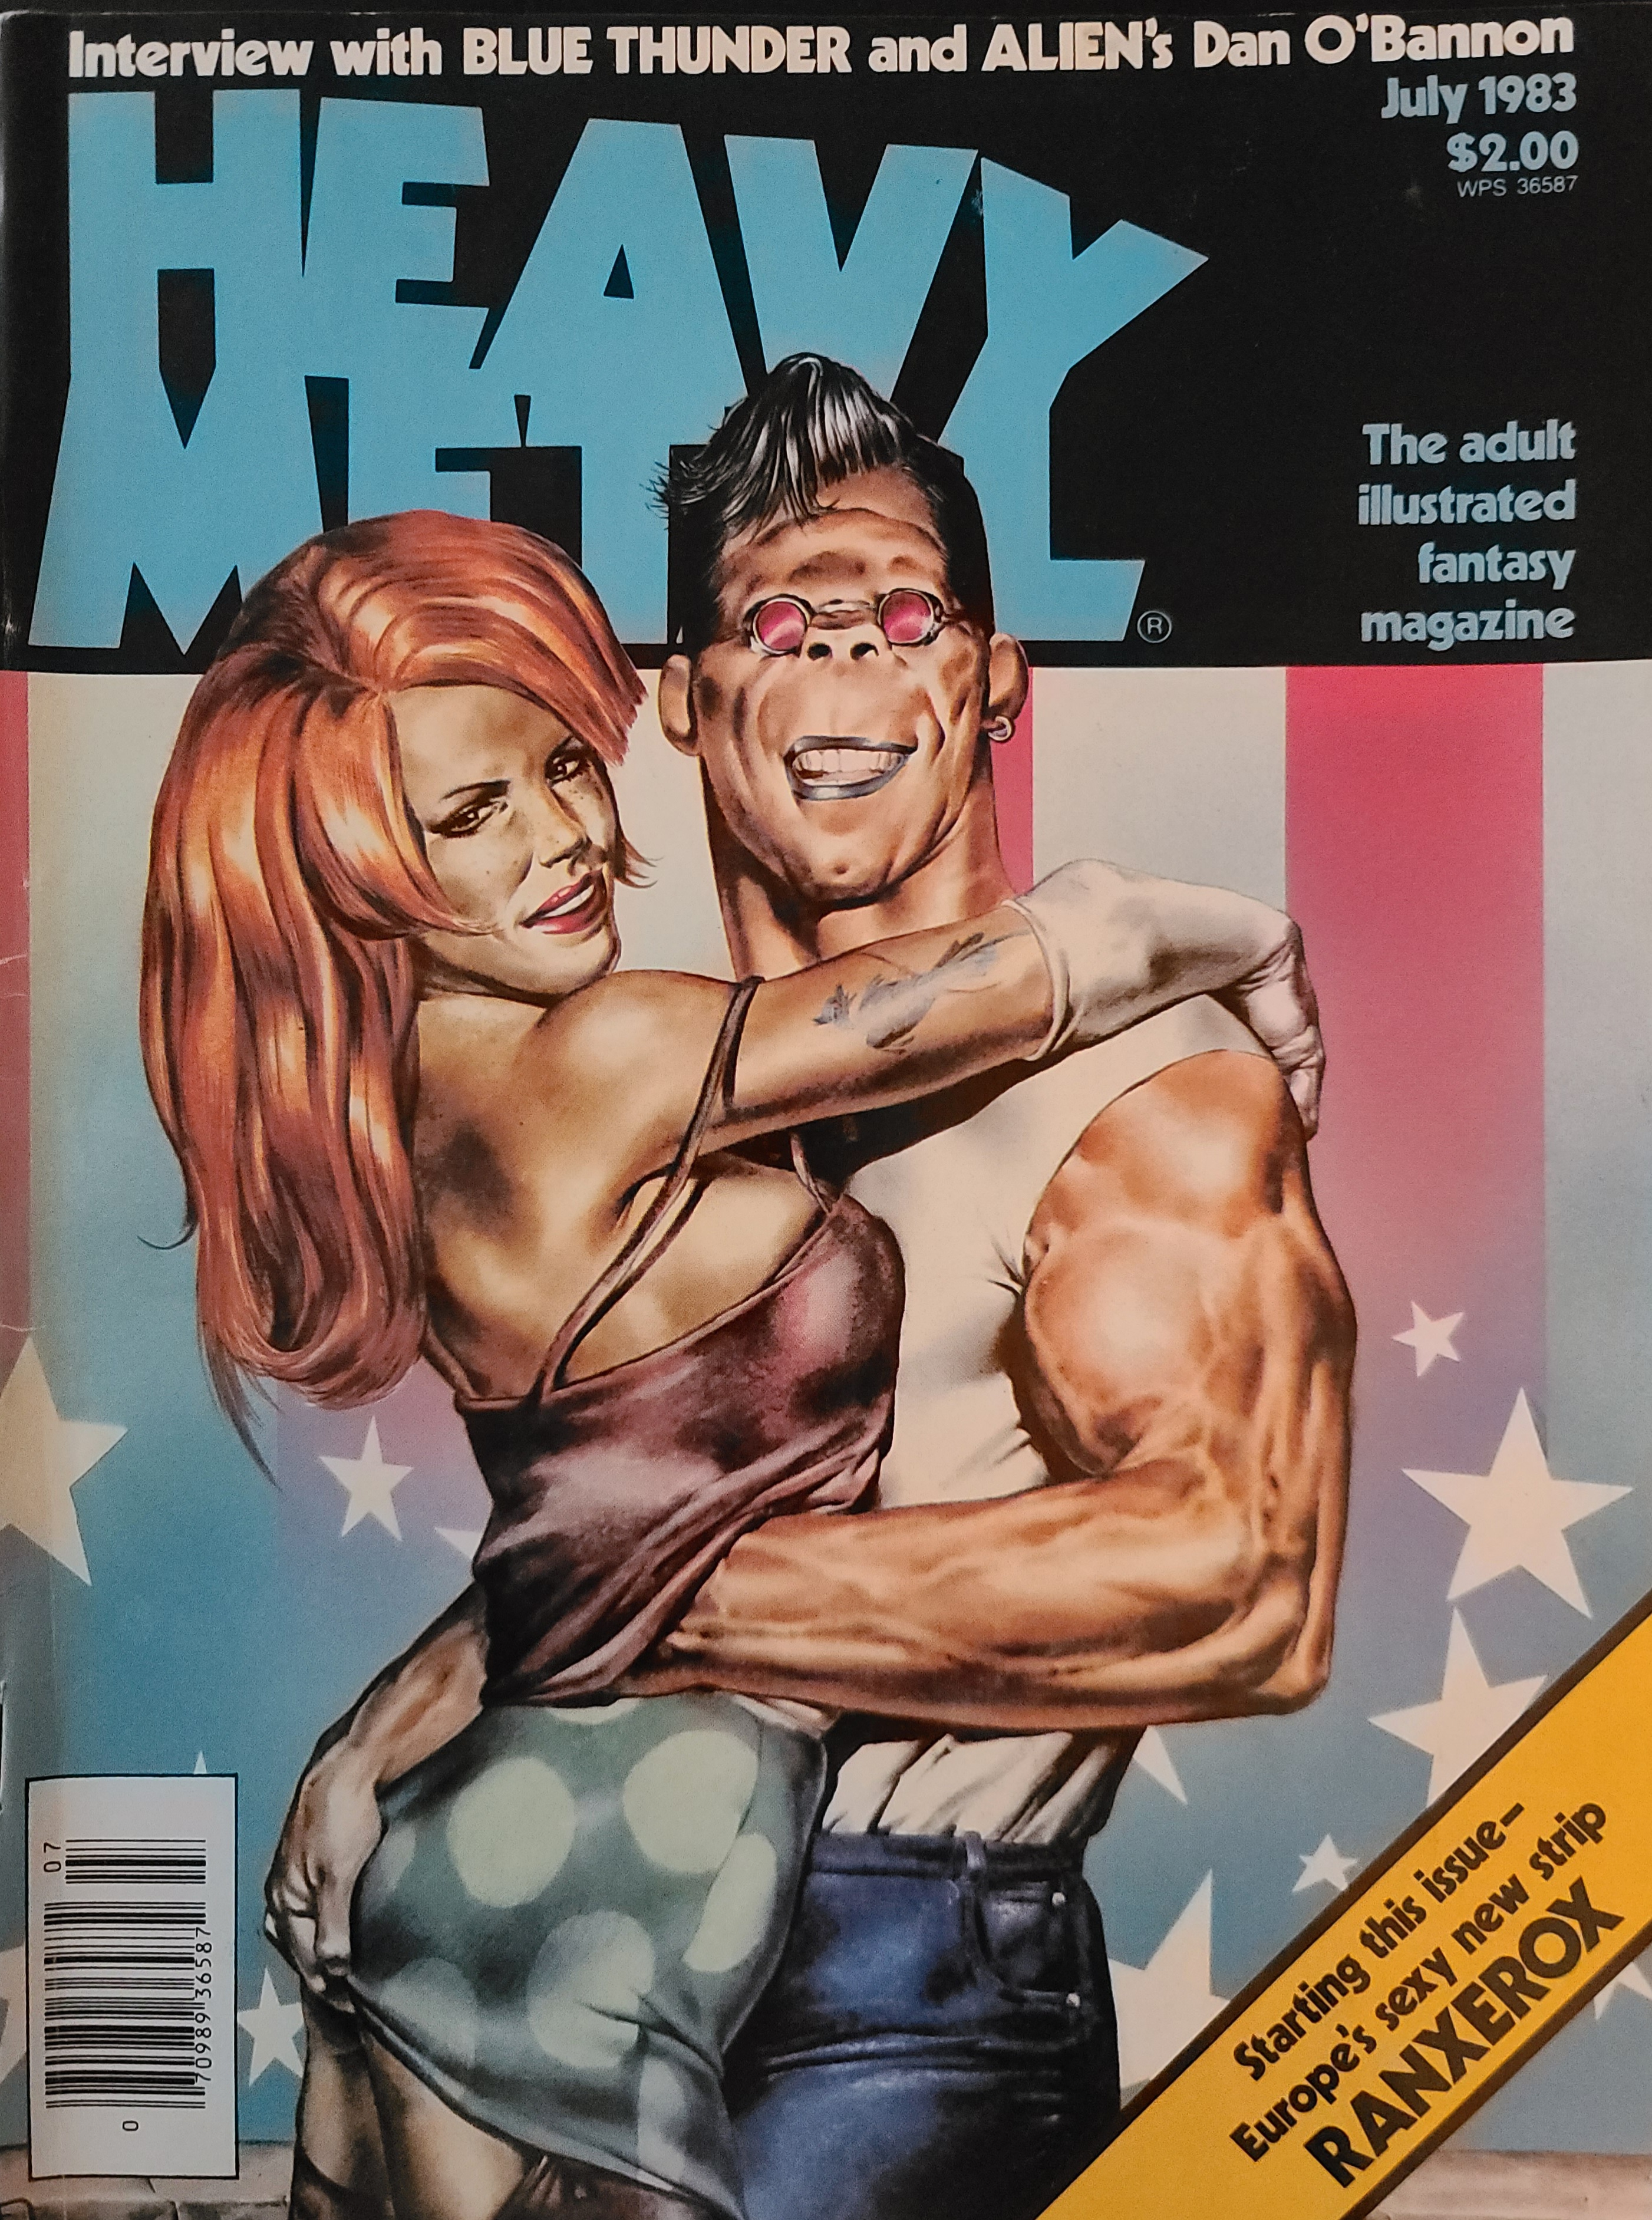 Interview with BLUE THUNDER and ALIEN's Dan O'Bannon
July 1983
$2.00
WPS 36587
HEAVY
METAL
®
The adult
illustrated
fantasy
magazine
Starting this issue—
Europe's sexy new strip
RANXEROX
07
70989 36587
0